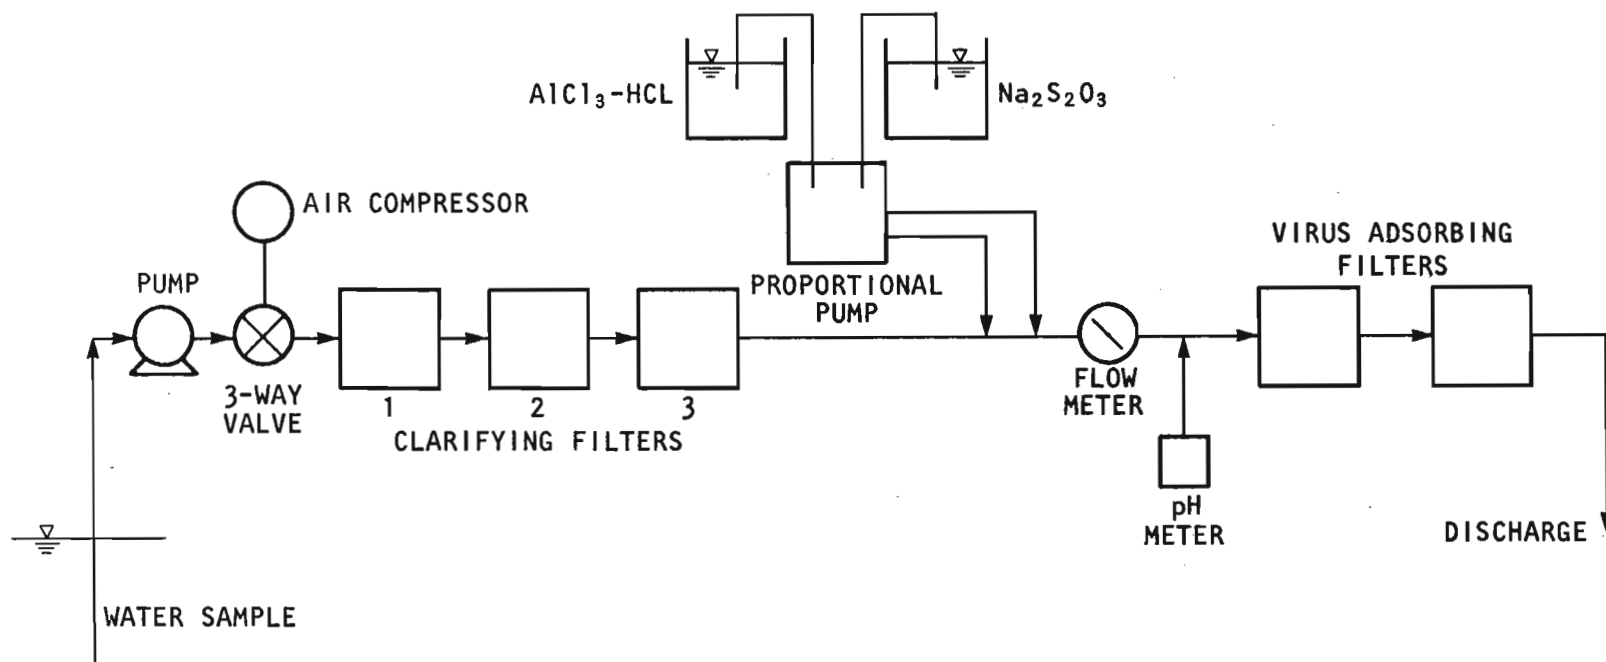 AlCl₃-HCL
Na₂S₂O₃
AIR COMPRESSOR
PUMP
3-WAY
VALVE
1
2
3
CLARIFYING FILTERS
PROPORTIONAL
PUMP
FLOW
METER
pH
METER
VIRUS ADSORBING
FILTERS
DISCHARGE
WATER SAMPLE